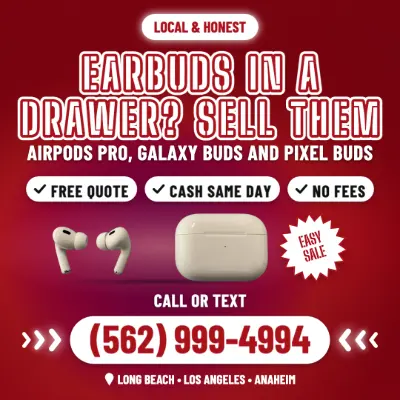 LOCAL & HONEST
EARBUDS IN A
DRAWER? SELL THEM
AIRPODS PRO, GALAXY BUDS AND PIXEL BUDS
FREE QUOTE
CASH SAME DAY
NO FEES
EASY
SALE
CALL OR TEXT
(562) 999-4994
LONG BEACH • LOS ANGELES • ANAHEIM